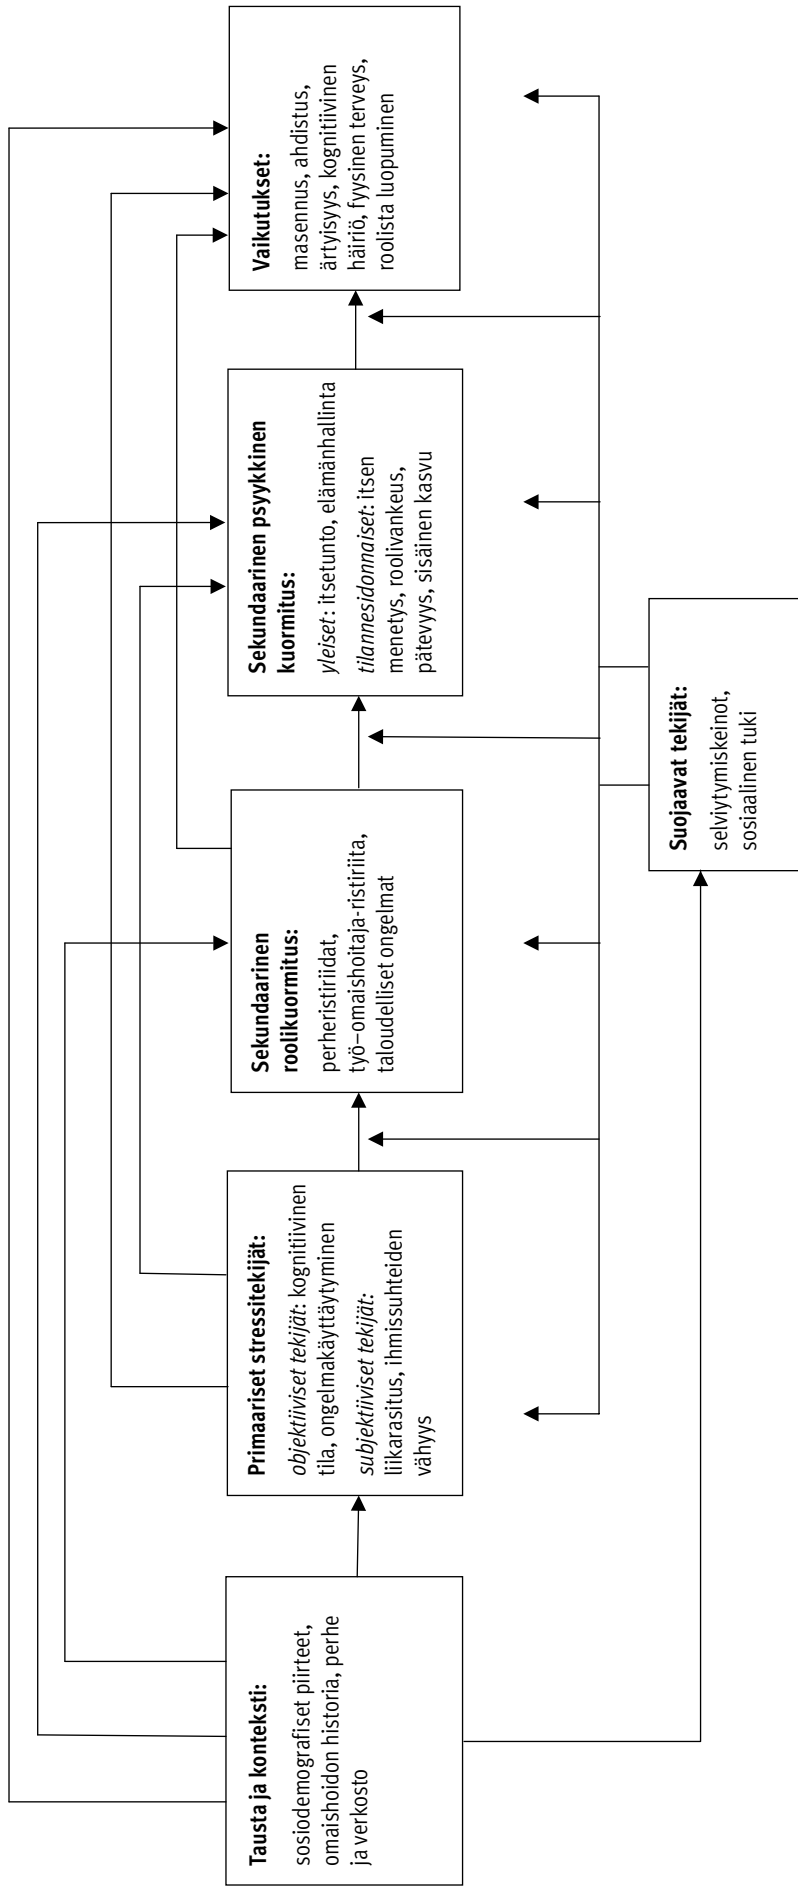 Tausta ja konteksti:
sosiodemografiset piirteet,
omaishoidon historia, perhe
ja verkosto
Primaariset stressitekijät:
objektiiviset tekijät: kognitiivinen
tila, ongelmakäyttäytyminen
subjektiiviset tekijät:
liikarasitus, ihmissuhteiden
vähyys
Sekundaarinen
roolikuormitus:
perheristiriidat,
työ–omaishoitaja-ristiriita,
taloudelliset ongelmat
Sekundaarinen psyykkinen
kuormitus:
yleiset: itsetunto, elämänhallinta
tilannesidonnaiset: itsen
menetys, roolivankeus,
pätevyys, sisäinen kasvu
Vaikutukset:
masennus, ahdistus,
ärtyisyys, kognitiivinen
häiriö, fyysinen terveys,
roolista luopuminen
Suojaavat tekijät:
selviytymiskeinot,
sosiaalinen tuki